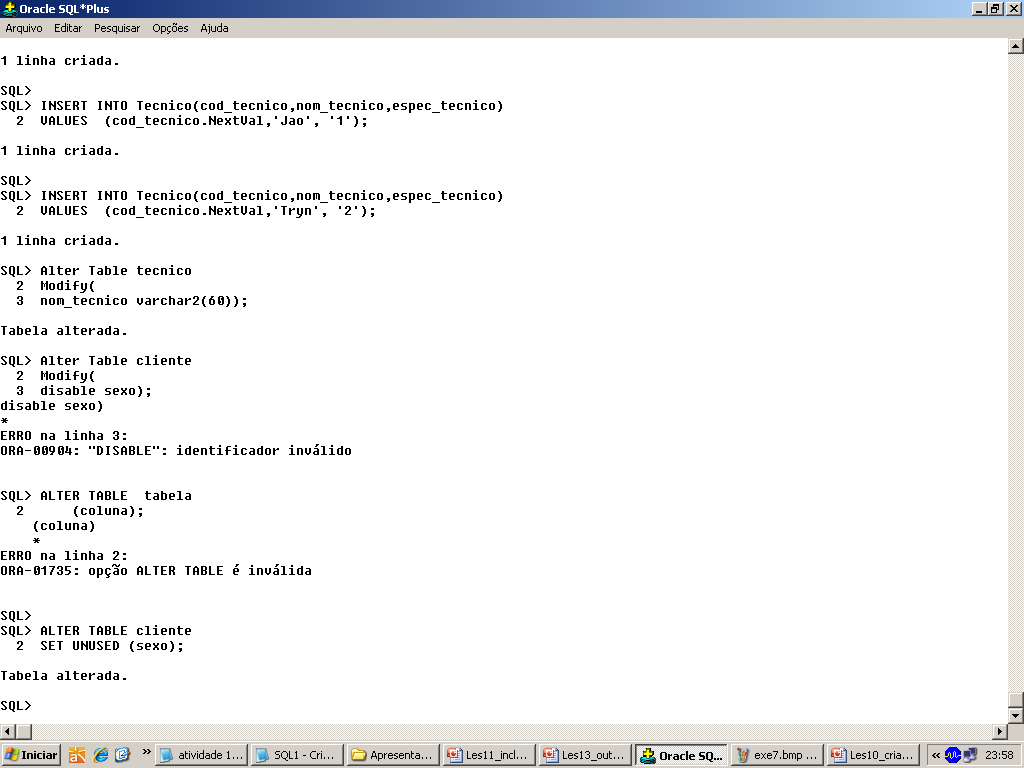 Oracle SQL*Plus
Arquivo Editar Pesquisar Opções Ajuda
1 linha criada.
SQL>
SQL> INSERT INTO Tecnico(cod_tecnico,nom_tecnico,espec_tecnico)
2 VALUES (cod_tecnico.NextVal,'Jao', '1');
1 linha criada.
SQL>
SQL> INSERT INTO Tecnico(cod_tecnico,nom_tecnico,espec_tecnico)
2 VALUES (cod_tecnico.NextVal,'Tryn', '2');
1 linha criada.
SQL> Alter Table tecnico
2 Modify(
3 nom_tecnico varchar2(60));
Tabela alterada.
SQL> Alter Table cliente
2 Modify(
3 disable sexo);
disable sexo)
*
ERRO na linha 3:
ORA-00904: "DISABLE": identificador inválido
SQL> ALTER TABLE tabela
2 (coluna);
(coluna)
*
ERRO na linha 2:
ORA-01735: opção ALTER TABLE é inválida
SQL>
SQL> ALTER TABLE cliente
2 SET UNUSED (sexo);
Tabela alterada.
SQL>
Iniciar » atividade 1... SQL1 - Cri... Apresenta... Les11_incl... Les13_out... Oracle SQ... exe7.bmp ... Les10_cria... « 23:58